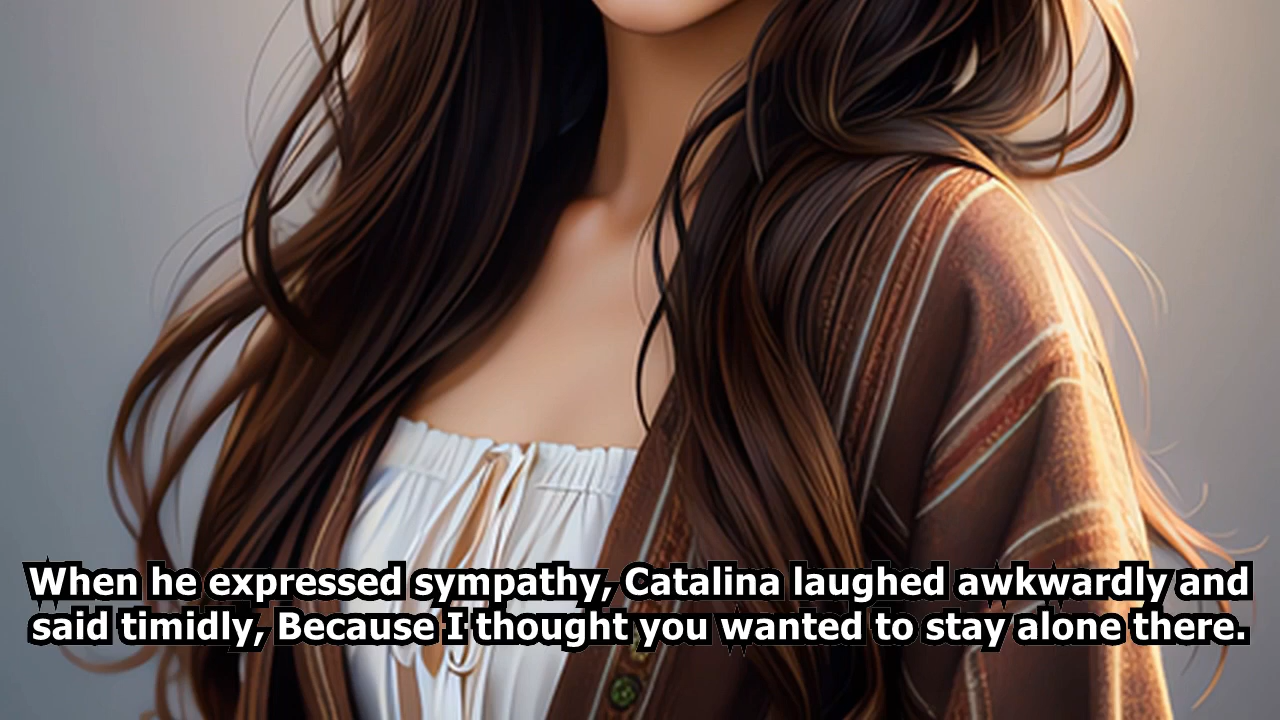 When he expressed sympathy, Catalina laughed awkwardly and
said timidly, Because I thought you wanted to stay alone there.